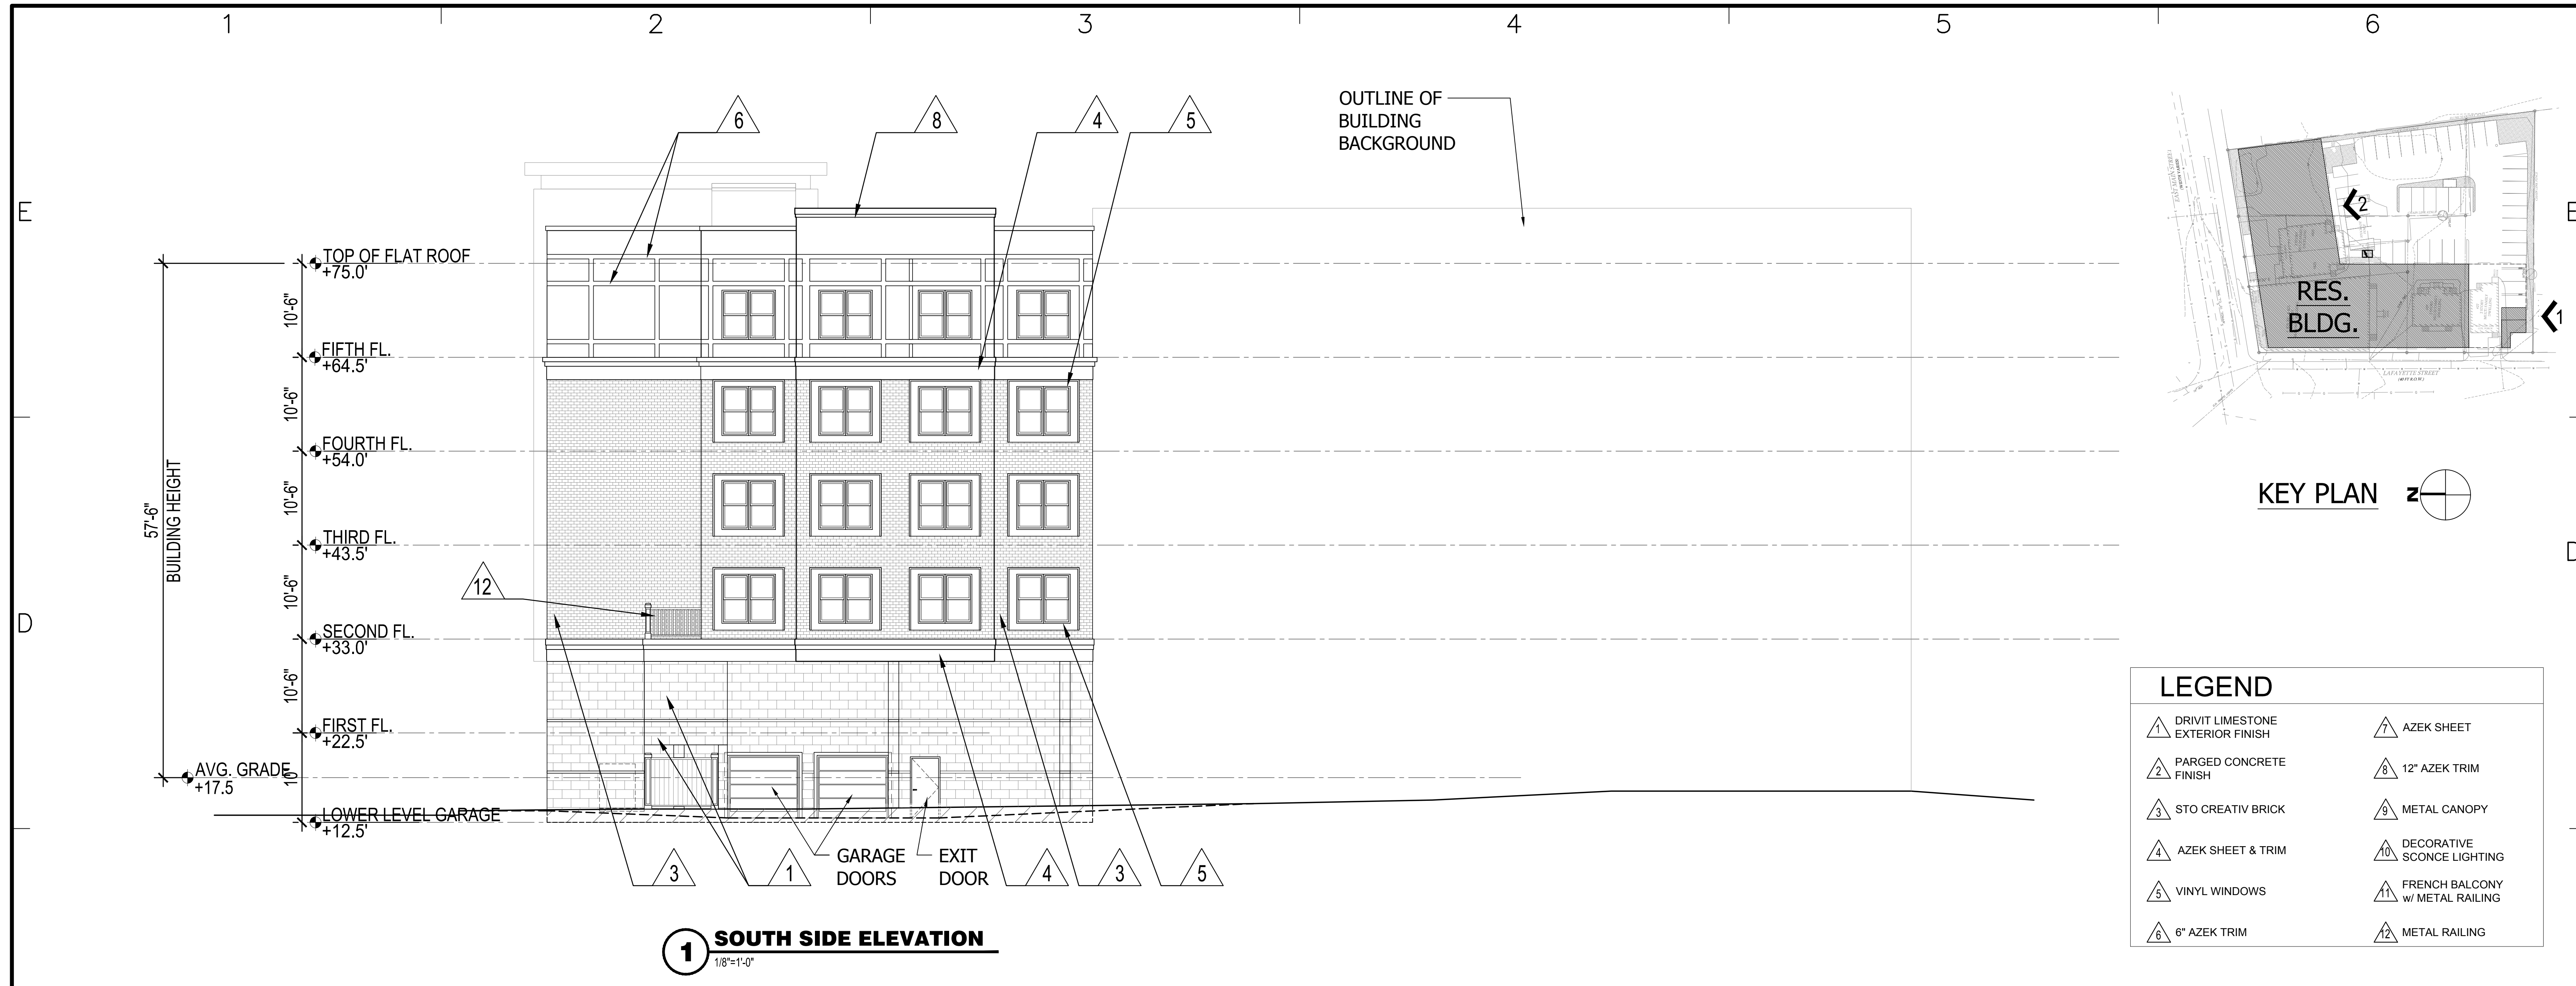 1 2 3 4 5 6
E
E
D
D
6
8
4
5
OUTLINE OF
BUILDING
BACKGROUND
TOP OF FLAT ROOF
+75.0'
10'-6"
FIFTH FL.
+64.5'
10'-6"
FOURTH FL.
+54.0'
10'-6"
THIRD FL.
+43.5'
10'-6"
SECOND FL.
+33.0'
10'-6"
FIRST FL.
+22.5'
10'
LOWER LEVEL GARAGE
+12.5'
57'-6"
BUILDING HEIGHT
AVG. GRADE
+17.5
12
3
1
GARAGE
DOORS
EXIT
DOOR
4
3
5
1 SOUTH SIDE ELEVATION
1/8"=1'-0"
2
1
RES.
BLDG.
LAFAYETTE STREET
KEY PLAN
N
LEGEND
1 DRIVIT LIMESTONE
EXTERIOR FINISH
2 PARGED CONCRETE
FINISH
3 STO CREATIV BRICK
4 AZEK SHEET & TRIM
5 VINYL WINDOWS
6 6" AZEK TRIM
7 AZEK SHEET
8 12" AZEK TRIM
9 METAL CANOPY
10 DECORATIVE
SCONCE LIGHTING
11 FRENCH BALCONY
w/ METAL RAILING
12 METAL RAILING